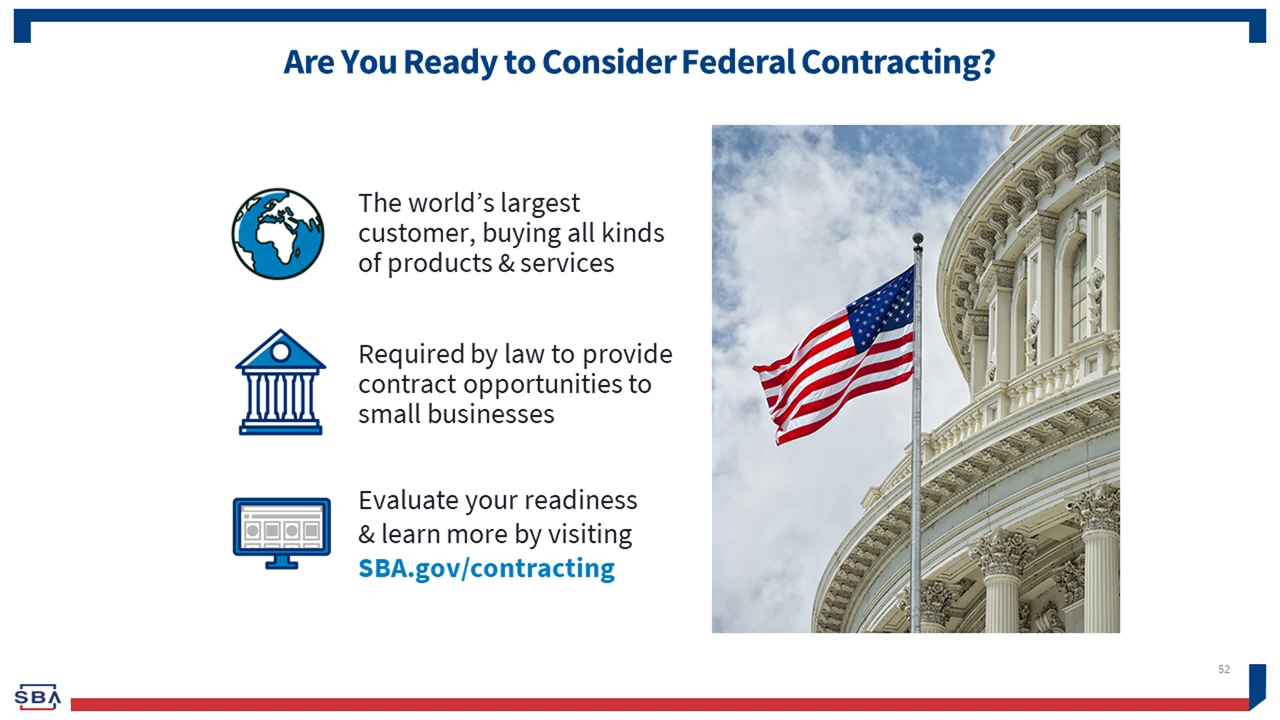 Are You Ready to Consider Federal Contracting?
The world’s largest
customer, buying all kinds
of products & services
Required by law to provide
contract opportunities to
small businesses
Evaluate your readiness
& learn more by visiting
SBA.gov/contracting
52
SBA